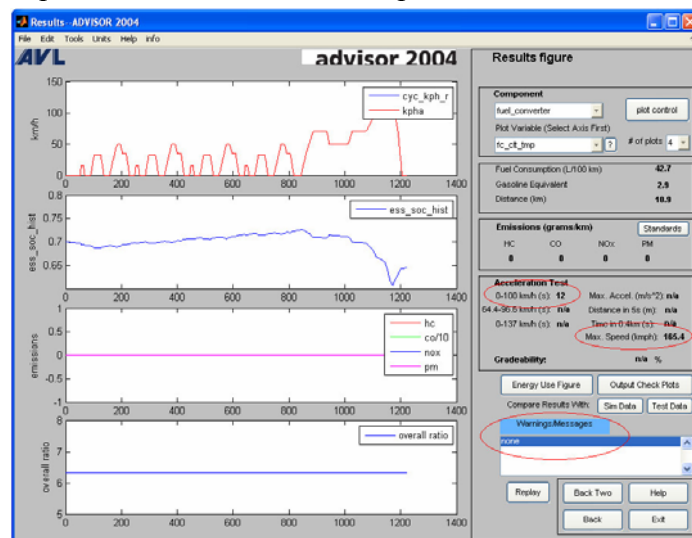 Results--ADVISOR 2004
File Edit Tools Units Help info
AVL advisor 2004
150
100
50
0
km/h
cyc_kph_r
kpha
0 200 400 600 800 1000 1200 1400
0.8
0.75
0.7
0.65
ess_soc_hist
ess_soc_hist
0 200 400 600 800 1000 1200 1400
1
0.5
0
-0.5
-1
emissions
hc
co/10
nox
pm
0 200 400 600 800 1000 1200 1400
8
7
6
5
overall ratio
overall ratio
0 200 400 600 800 1000 1200 1400
Results figure
Component
fuel_converter
plot control
Plot Variable (Select Axis First)
fc_clt_tmp
?
# of plots 4
Fuel Consumption (L/100 km) 42.7
Gasoline Equivalent 2.9
Distance (km) 10.9
Emissions (grams/km) Standards
HC CO NOx PM
0 0 0 0
Acceleration Test
0-100 km/h (s): 12 Max. Accel. (m/s^2): n/a
64.4-96.6 km/h (s): n/a Distance in 5s (m): n/a
0-137 km/h (s): n/a Time in 0.4km (s): n/a
Max. Speed (kmph): 165.4
Gradeability: n/a %
Energy Use Figure Output Check Plots
Compare Results With: Sim Data Test Data
Warnings/Messages
none
Replay Back Two Help
Back Exit